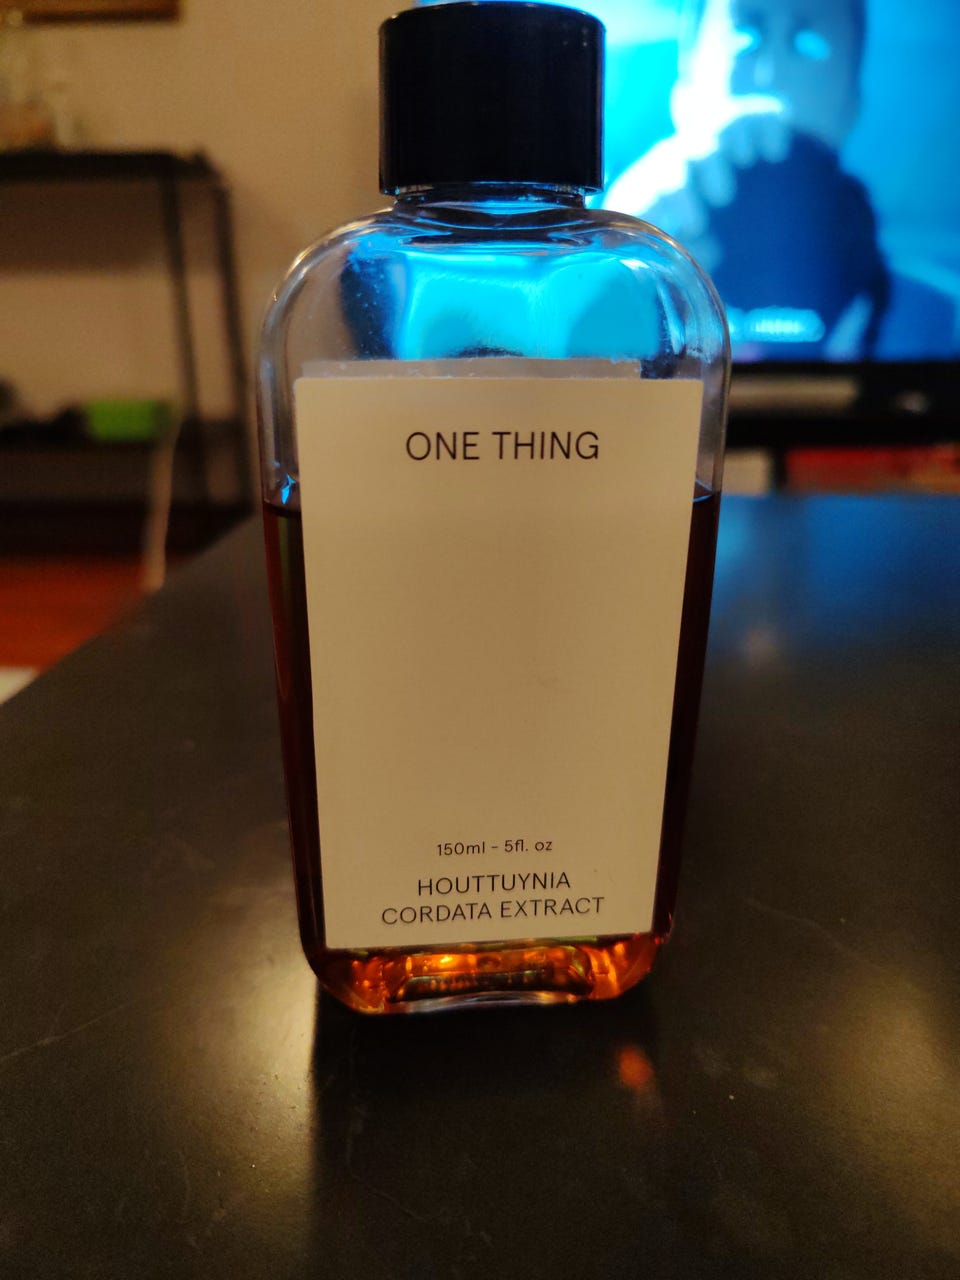 ONE THING
150ml - 5fl. oz
HOUTTUYNIA
CORDATA EXTRACT